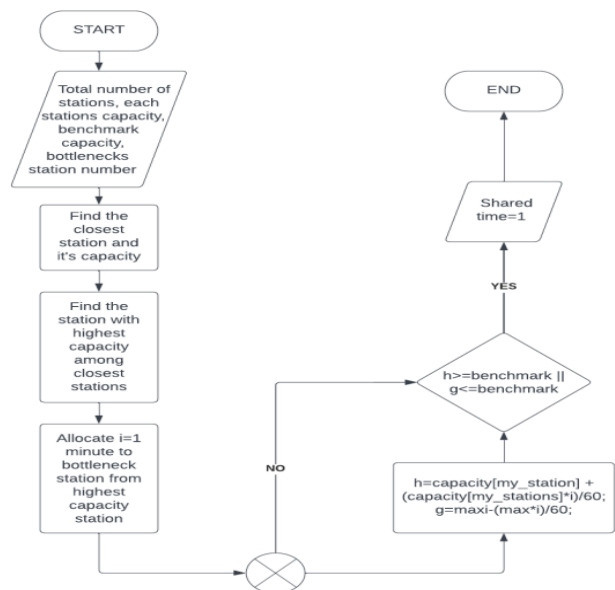 START
Total number of
stations, each
stations capacity,
benchmark
capacity,
bottlenecks
station number
Find the
closest
station and
it's capacity
Find the
station with
highest
capacity
among
closest
stations
Allocate i=1
minute to
bottleneck
station from
highest
capacity
station
NO
h=capacity[my_station] +
(capacity[my_stations]*i)/60;
g=maxi-(max*i)/60;
h>=benchmark ||
g<=benchmark
YES
Shared
time=1
END